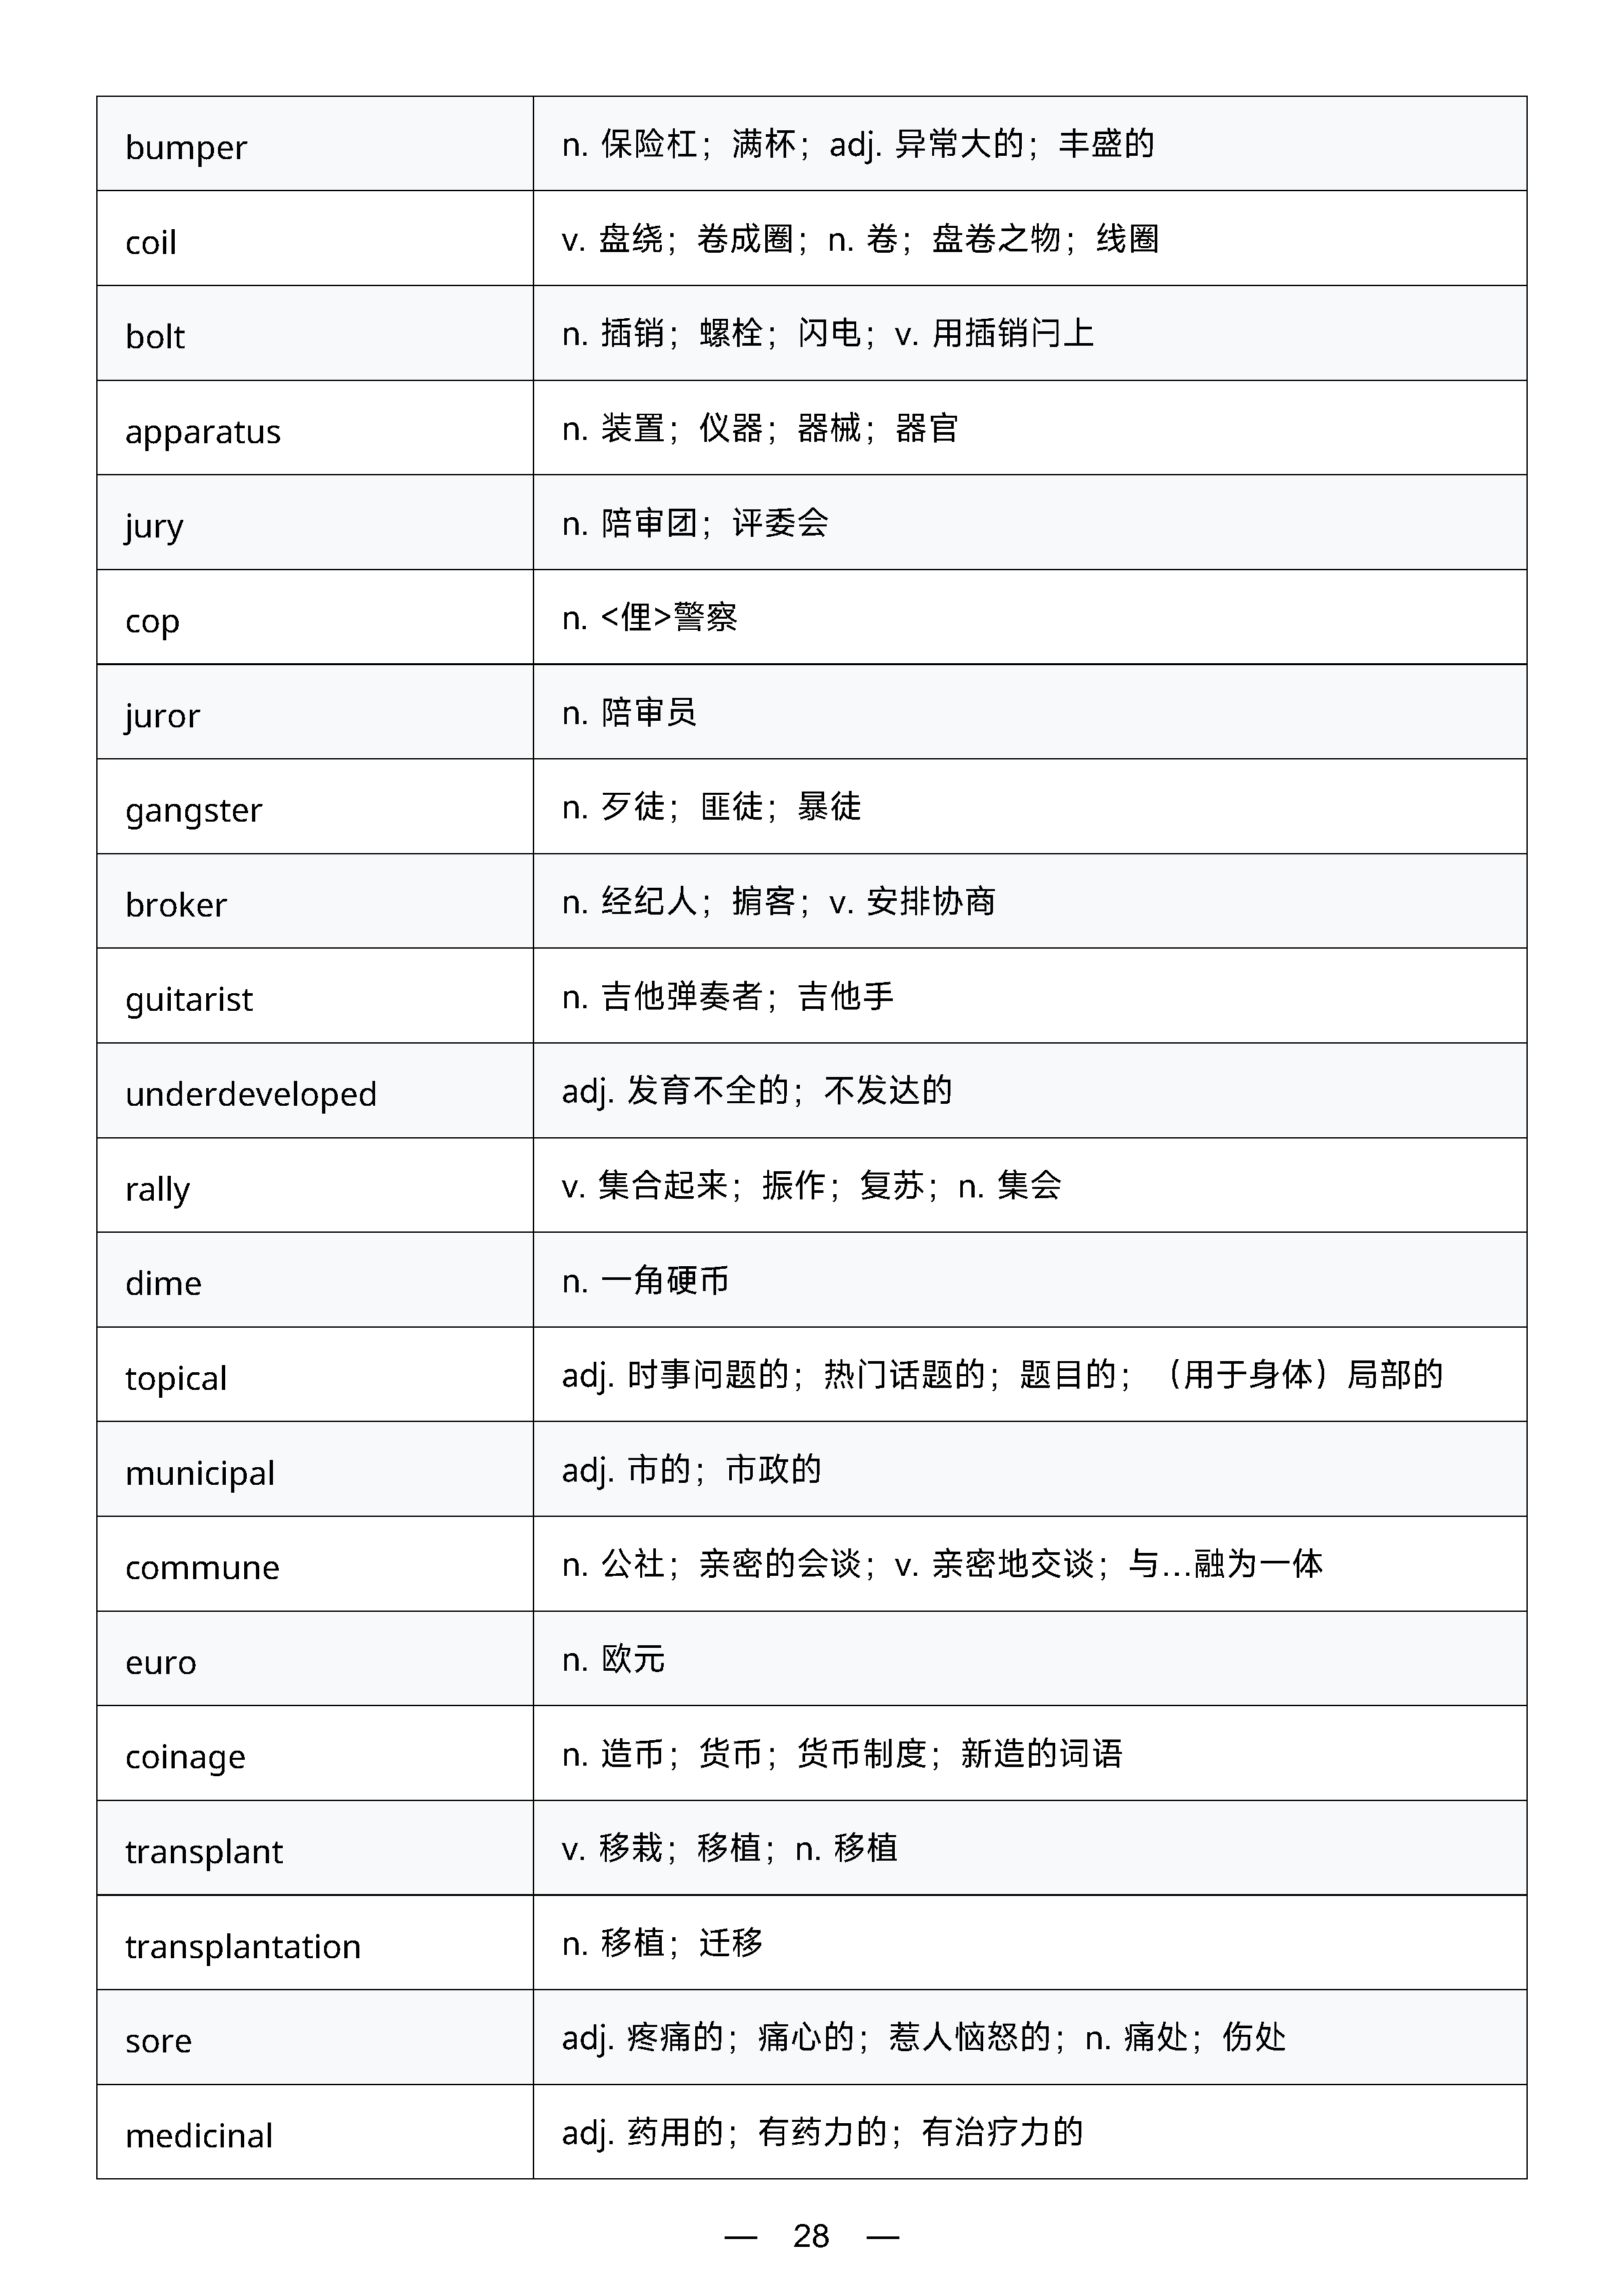 bumper n. 保险杠；满杯；adj. 异常大的；丰盛的
coil v. 盘绕；卷成圈；n. 卷；盘卷之物；线圈
bolt n. 插销；螺栓；闪电；v. 用插销闩上
apparatus n. 装置；仪器；器械；器官
jury n. 陪审团；评委会
cop n. <俚>警察
juror n. 陪审员
gangster n. 歹徒；匪徒；暴徒
broker n. 经纪人；掮客；v. 安排协商
guitarist n. 吉他弹奏者；吉他手
underdeveloped adj. 发育不全的；不发达的
rally v. 集合起来；振作；复苏；n. 集会
dime n. 一角硬币
topical adj. 时事问题的；热门话题的；题目的；（用于身体）局部的
municipal adj. 市的；市政的
commune n. 公社；亲密的会谈；v. 亲密地交谈；与…融为一体
euro n. 欧元
coinage n. 造币；货币；货币制度；新造的词语
transplant v. 移栽；移植；n. 移植
transplantation n. 移植；迁移
sore adj. 疼痛的；痛心的；惹人恼怒的；n. 痛处；伤处
medicinal adj. 药用的；有药力的；有治疗力的
— 28 —